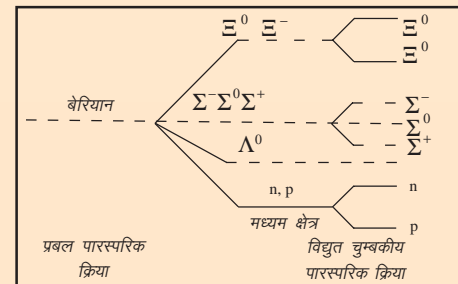 Ξ⁰ Ξ⁻
Ξ⁰
Ξ⁰
बेरियान
Σ⁻Σ⁰Σ⁺
Σ⁻
Σ⁰
Σ⁺
Λ⁰
n, p
n
मध्यम क्षेत्र
p
प्रबल पारस्परिक
क्रिया
विद्युत चुम्बकीय
पारस्परिक क्रिया